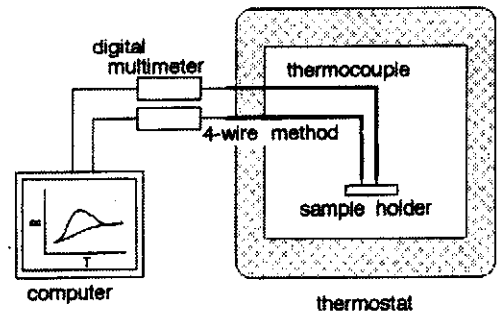 digital
multimeter
thermocouple
4-wire method
sample holder
R
T
computer
thermostat